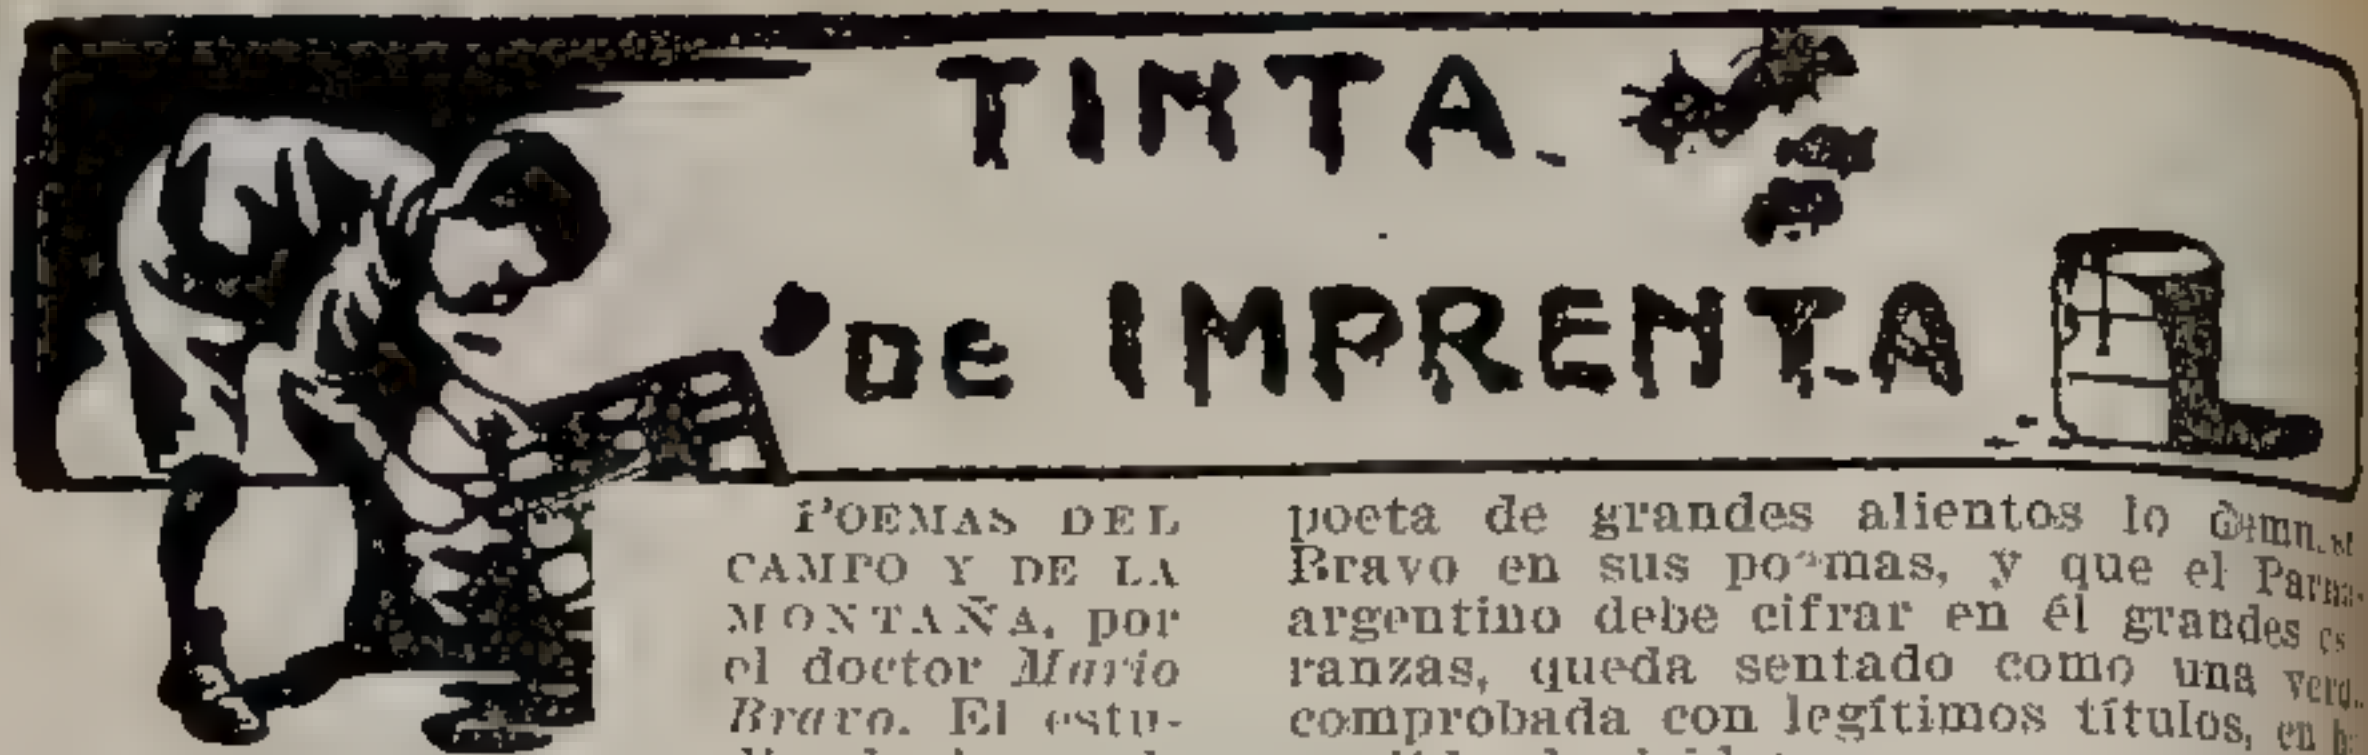 TINTA
DE IMPRENTA
POEMAS DEL
CAMPO Y DE LA
MONTAÑA, por
el doctor Mario
Bravo. El estu-
poeta de grandes alientos lo
Bravo en sus poemas, y que el
argentino debe cifrar en él grandes
ranzas, queda sentado como una
comprobada con legítimos títulos, en